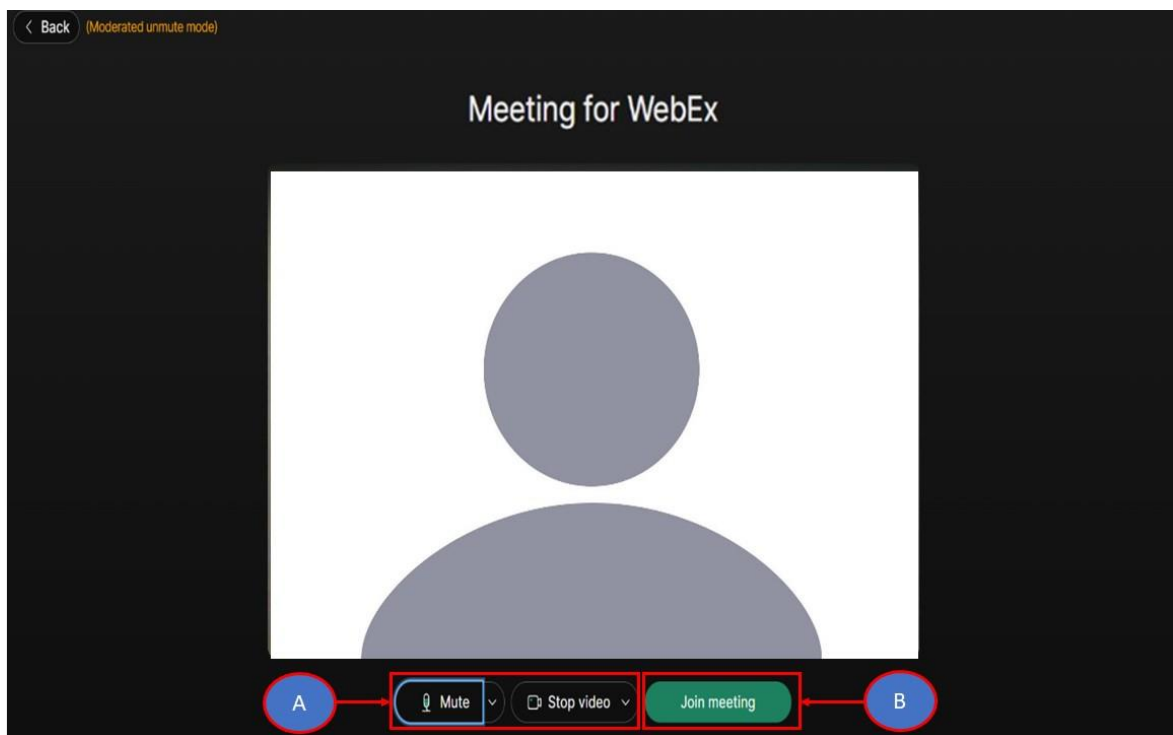 Back (Moderated unmute mode)
Meeting for WebEx
A Mute Stop video Join meeting B